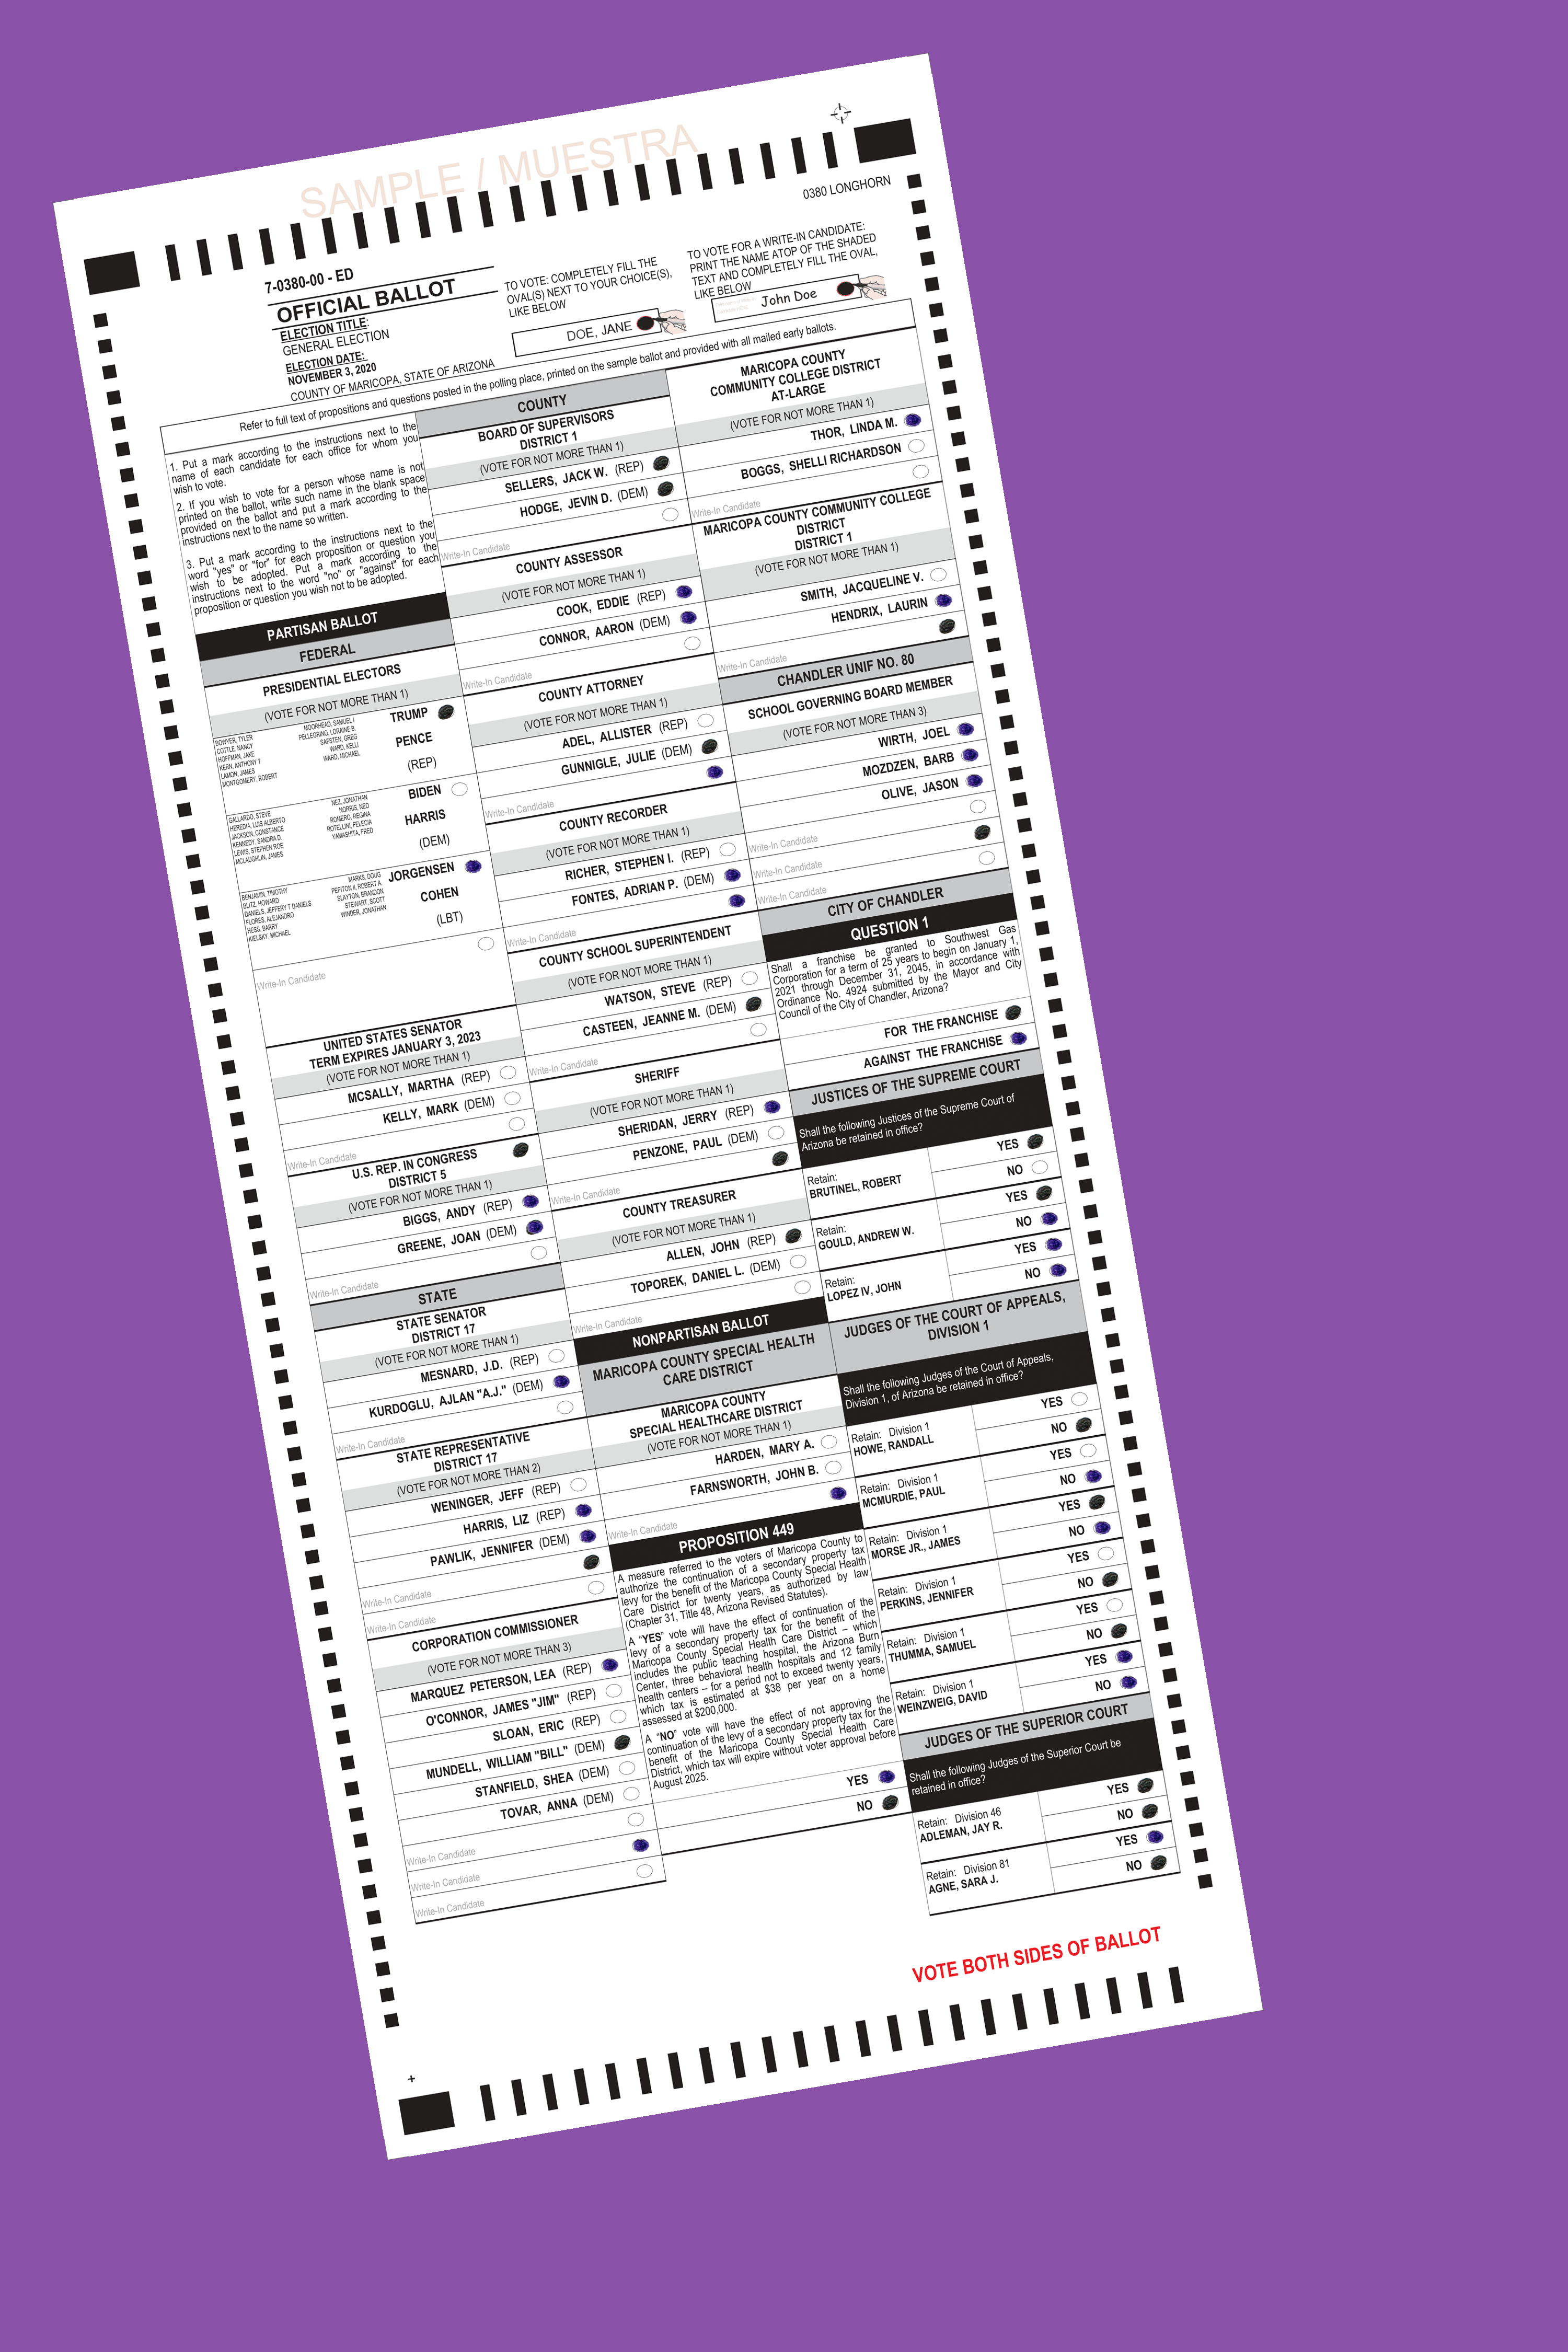 SAMPLE / MUESTRA
0380 LONGHORN
7-0380-00 - ED
OFFICIAL BALLOT
ELECTION TITLE:
GENERAL ELECTION
ELECTION DATE:
NOVEMBER 3, 2020
COUNTY OF MARICOPA, STATE OF ARIZONA
TO VOTE: COMPLETELY FILL THE
OVAL(S) NEXT TO YOUR CHOICE(S),
LIKE BELOW
DOE, JANE
TO VOTE FOR A WRITE-IN CANDIDATE:
PRINT THE NAME ATOP OF THE SHADED
TEXT AND COMPLETELY FILL THE OVAL,
LIKE BELOW
John Doe
Refer to full text of propositions and questions posted in the polling place, printed on the sample ballot and provided with all mailed early ballots.
1. Put a mark according to the instructions next to the
name of each candidate for each office for whom you
wish to vote.
2. If you wish to vote for a person whose name is not
printed on the ballot, write such name in the blank space
provided on the ballot and put a mark according to the
instructions next to the name so written.
3. Put a mark according to the instructions next to the
word "yes" or "for" for each proposition or question you
wish to be adopted. Put a mark according to the
instructions next to the word "no" or "against" for each
proposition or question you wish not to be adopted.
PARTISAN BALLOT
FEDERAL
PRESIDENTIAL ELECTORS
(VOTE FOR NOT MORE THAN 1)
BOWYER, TYLER
COTTLE, NANCY
HOFFMAN, JAKE
KERN, ANTHONY T
LAMON, JAMES
MONTGOMERY, ROBERT
MOORHEAD, SAMUEL I
PELLEGRINO, LORAINE B.
SAFSTEN, GREG
WARD, KELLI
WARD, MICHAEL
TRUMP
PENCE
(REP)
GALLARDO, STEVE
HEREDIA, LUIS ALBERTO
JACKSON, CONSTANCE
KENNEDY, SANDRA D.
LEWIS, STEPHEN ROE
MCLAUGHLIN, JAMES
NEZ, JONATHAN
NORRIS, NED
ROMERO, REGINA
ROTELLINI, FELECIA
YAMASHITA, FRED
BIDEN
HARRIS
(DEM)
BENJAMIN, TIMOTHY
BLITZ, HOWARD
DANIELS, JEFFERY T DANIELS
FLORES, ALEJANDRO
HESS, BARRY
KIELSKY, MICHAEL
MARKS, DOUG
PEPITON II, ROBERT A.
SLAYTON, BRANDON
STEWART, SCOTT
WINDER, JONATHAN
JORGENSEN
COHEN
(LBT)
Write-In Candidate
UNITED STATES SENATOR
TERM EXPIRES JANUARY 3, 2023
(VOTE FOR NOT MORE THAN 1)
MCSALLY, MARTHA (REP)
KELLY, MARK (DEM)
Write-In Candidate
U.S. REP. IN CONGRESS
DISTRICT 5
(VOTE FOR NOT MORE THAN 1)
BIGGS, ANDY (REP)
GREENE, JOAN (DEM)
Write-In Candidate
STATE
STATE SENATOR
DISTRICT 17
(VOTE FOR NOT MORE THAN 1)
MESNARD, J.D. (REP)
KURDOGLU, AJLAN "A.J." (DEM)
Write-In Candidate
STATE REPRESENTATIVE
DISTRICT 17
(VOTE FOR NOT MORE THAN 2)
WENINGER, JEFF (REP)
HARRIS, LIZ (REP)
PAWLIK, JENNIFER (DEM)
Write-In Candidate
Write-In Candidate
CORPORATION COMMISSIONER
(VOTE FOR NOT MORE THAN 3)
MARQUEZ PETERSON, LEA (REP)
O'CONNOR, JAMES "JIM" (REP)
SLOAN, ERIC (REP)
MUNDELL, WILLIAM "BILL" (DEM)
STANFIELD, SHEA (DEM)
TOVAR, ANNA (DEM)
Write-In Candidate
Write-In Candidate
Write-In Candidate
COUNTY
BOARD OF SUPERVISORS
DISTRICT 1
(VOTE FOR NOT MORE THAN 1)
SELLERS, JACK W. (REP)
HODGE, JEVIN D. (DEM)
Write-In Candidate
COUNTY ASSESSOR
(VOTE FOR NOT MORE THAN 1)
COOK, EDDIE (REP)
CONNOR, AARON (DEM)
Write-In Candidate
COUNTY ATTORNEY
(VOTE FOR NOT MORE THAN 1)
ADEL, ALLISTER (REP)
GUNNIGLE, JULIE (DEM)
Write-In Candidate
COUNTY RECORDER
(VOTE FOR NOT MORE THAN 1)
RICHER, STEPHEN I. (REP)
FONTES, ADRIAN P. (DEM)
Write-In Candidate
COUNTY SCHOOL SUPERINTENDENT
(VOTE FOR NOT MORE THAN 1)
WATSON, STEVE (REP)
CASTEEN, JEANNE M. (DEM)
Write-In Candidate
SHERIFF
(VOTE FOR NOT MORE THAN 1)
SHERIDAN, JERRY (REP)
PENZONE, PAUL (DEM)
Write-In Candidate
COUNTY TREASURER
(VOTE FOR NOT MORE THAN 1)
ALLEN, JOHN (REP)
TOPOREK, DANIEL L. (DEM)
Write-In Candidate
NONPARTISAN BALLOT
MARICOPA COUNTY SPECIAL HEALTH
CARE DISTRICT
MARICOPA COUNTY
SPECIAL HEALTHCARE DISTRICT
(VOTE FOR NOT MORE THAN 1)
HARDEN, MARY A.
FARNSWORTH, JOHN B.
Write-In Candidate
PROPOSITION 449
A measure referred to the voters of Maricopa County to
authorize the continuation of a secondary property tax
levy for the benefit of the Maricopa County Special Health
Care District for twenty years, as authorized by law
(Chapter 31, Title 48, Arizona Revised Statutes).
A "YES" vote will have the effect of continuation of the
levy of a secondary property tax for the benefit of the
Maricopa County Special Health Care District – which
includes the public teaching hospital, the Arizona Burn
Center, three behavioral health hospitals and 12 family
health centers – for a period not to exceed twenty years,
which tax is estimated at $38 per year on a home
assessed at $200,000.
A "NO" vote will have the effect of not approving the
continuation of the levy of a secondary property tax for the
benefit of the Maricopa County Special Health Care
District, which tax will expire without voter approval before
August 2025.
YES
NO
MARICOPA COUNTY
COMMUNITY COLLEGE DISTRICT
AT-LARGE
(VOTE FOR NOT MORE THAN 1)
THOR, LINDA M.
BOGGS, SHELLI RICHARDSON
Write-In Candidate
MARICOPA COUNTY COMMUNITY COLLEGE
DISTRICT
DISTRICT 1
(VOTE FOR NOT MORE THAN 1)
SMITH, JACQUELINE V.
HENDRIX, LAURIN
Write-In Candidate
CHANDLER UNIF NO. 80
SCHOOL GOVERNING BOARD MEMBER
(VOTE FOR NOT MORE THAN 3)
WIRTH, JOEL
MOZDZEN, BARB
OLIVE, JASON
Write-In Candidate
Write-In Candidate
Write-In Candidate
CITY OF CHANDLER
QUESTION 1
Shall a franchise be granted to Southwest Gas
Corporation for a term of 25 years to begin on January 1,
2021 through December 31, 2045, in accordance with
Ordinance No. 4924 submitted by the Mayor and City
Council of the City of Chandler, Arizona?
FOR THE FRANCHISE
AGAINST THE FRANCHISE
JUSTICES OF THE SUPREME COURT
Shall the following Justices of the Supreme Court of
Arizona be retained in office?
Retain:
BRUTINEL, ROBERT
YES
NO
Retain:
GOULD, ANDREW W.
YES
NO
Retain:
LOPEZ IV, JOHN
YES
NO
JUDGES OF THE COURT OF APPEALS,
DIVISION 1
Shall the following Judges of the Court of Appeals,
Division 1, of Arizona be retained in office?
Retain: Division 1
HOWE, RANDALL
YES
NO
Retain: Division 1
MCMURDIE, PAUL
YES
NO
Retain: Division 1
MORSE JR., JAMES
YES
NO
Retain: Division 1
PERKINS, JENNIFER
YES
NO
Retain: Division 1
THUMMA, SAMUEL
YES
NO
Retain: Division 1
WEINZWEIG, DAVID
YES
NO
JUDGES OF THE SUPERIOR COURT
Shall the following Judges of the Superior Court be
retained in office?
Retain: Division 46
ADLEMAN, JAY R.
YES
NO
Retain: Division 81
AGNE, SARA J.
YES
NO
VOTE BOTH SIDES OF BALLOT